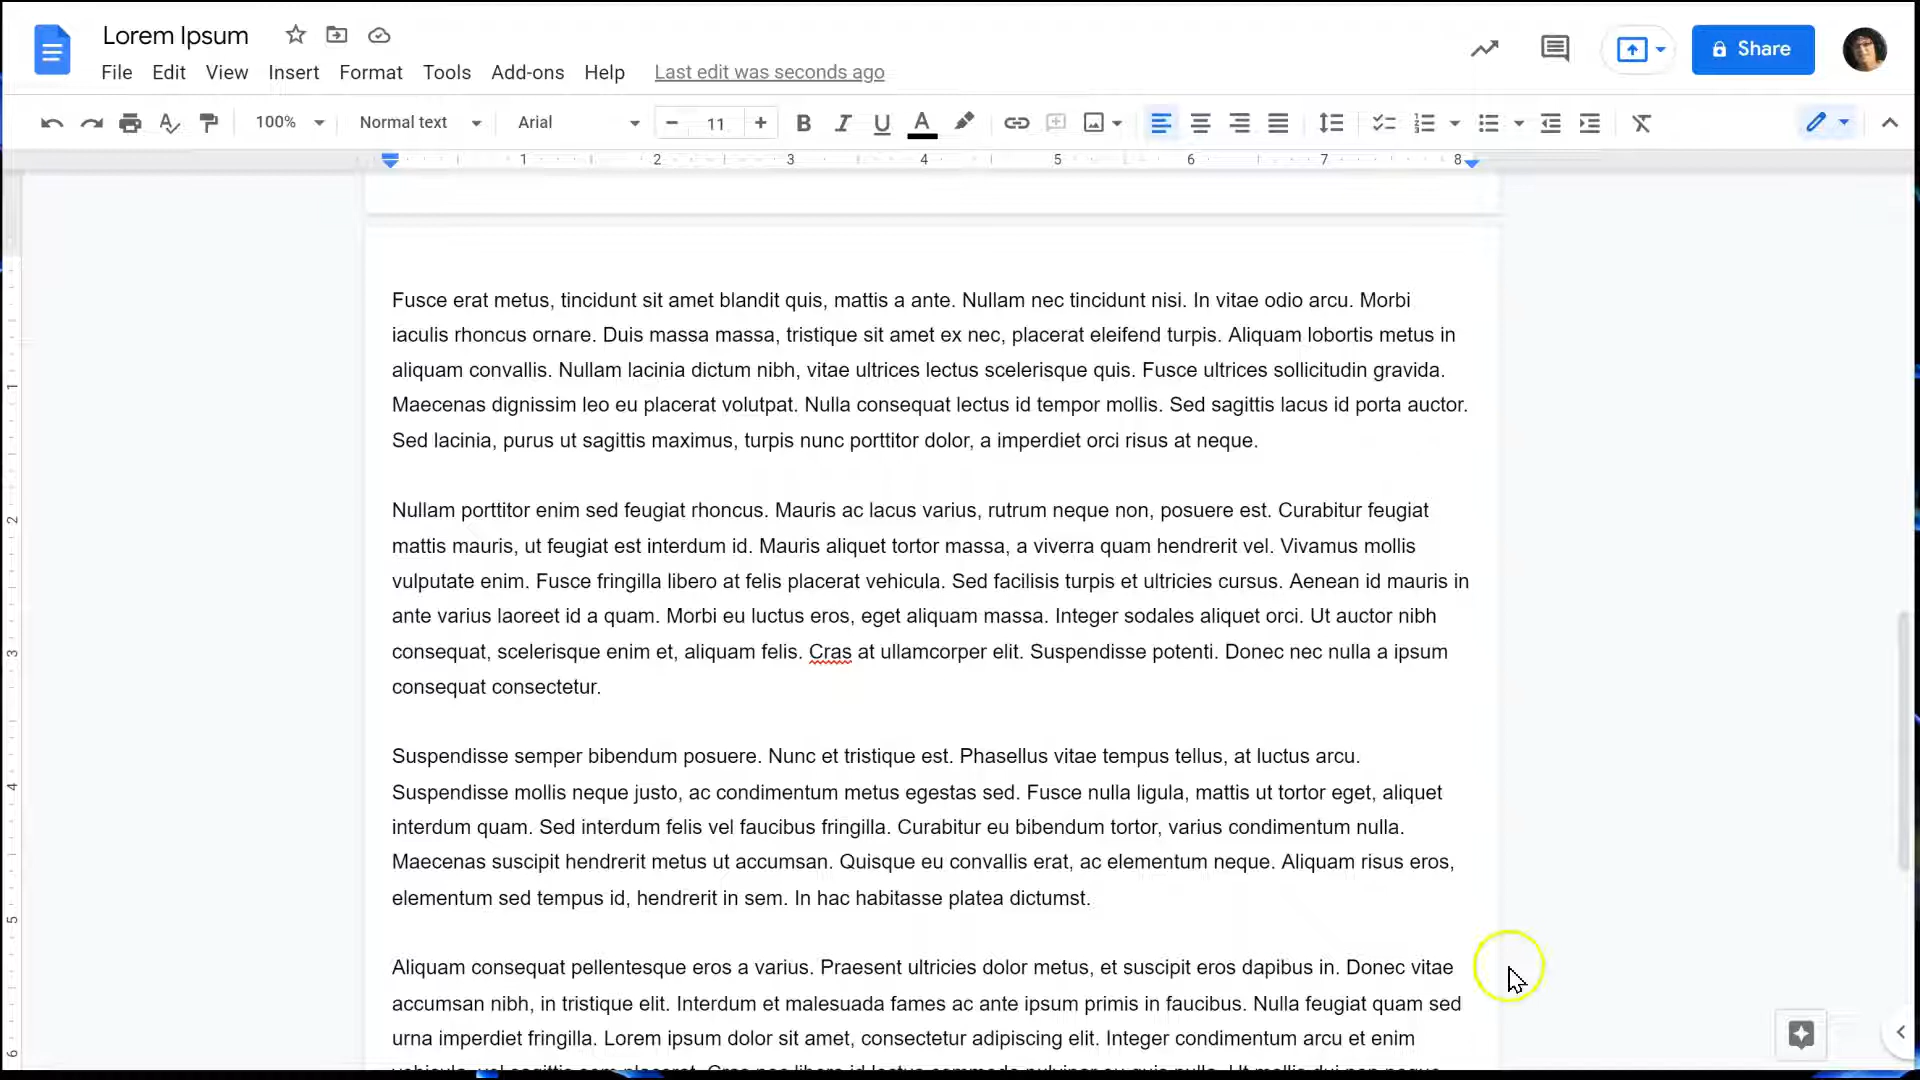 Lorem Ipsum
File Edit View Insert Format Tools Add-ons Help Last edit was seconds ago
Share
100% Normal text Arial − 11 + B I U A
1 2 3 4 5 6 7 8
Fusce erat metus, tincidunt sit amet blandit quis, mattis a ante. Nullam nec tincidunt nisi. In vitae odio arcu. Morbi
iaculis rhoncus ornare. Duis massa massa, tristique sit amet ex nec, placerat eleifend turpis. Aliquam lobortis metus in
aliquam convallis. Nullam lacinia dictum nibh, vitae ultrices lectus scelerisque quis. Fusce ultrices sollicitudin gravida.
Maecenas dignissim leo eu placerat volutpat. Nulla consequat lectus id tempor mollis. Sed sagittis lacus id porta auctor.
Sed lacinia, purus ut sagittis maximus, turpis nunc porttitor dolor, a imperdiet orci risus at neque.
Nullam porttitor enim sed feugiat rhoncus. Mauris ac lacus varius, rutrum neque non, posuere est. Curabitur feugiat
mattis mauris, ut feugiat est interdum id. Mauris aliquet tortor massa, a viverra quam hendrerit vel. Vivamus mollis
vulputate enim. Fusce fringilla libero at felis placerat vehicula. Sed facilisis turpis et ultricies cursus. Aenean id mauris in
ante varius laoreet id a quam. Morbi eu luctus eros, eget aliquam massa. Integer sodales aliquet orci. Ut auctor nibh
consequat, scelerisque enim et, aliquam felis. Cras at ullamcorper elit. Suspendisse potenti. Donec nec nulla a ipsum
consequat consectetur.
Suspendisse semper bibendum posuere. Nunc et tristique est. Phasellus vitae tempus tellus, at luctus arcu.
Suspendisse mollis neque justo, ac condimentum metus egestas sed. Fusce nulla ligula, mattis ut tortor eget, aliquet
interdum quam. Sed interdum felis vel faucibus fringilla. Curabitur eu bibendum tortor, varius condimentum nulla.
Maecenas suscipit hendrerit metus ut accumsan. Quisque eu convallis erat, ac elementum neque. Aliquam risus eros,
elementum sed tempus id, hendrerit in sem. In hac habitasse platea dictumst.
Aliquam consequat pellentesque eros a varius. Praesent ultricies dolor metus, et suscipit eros dapibus in. Donec vitae
accumsan nibh, in tristique elit. Interdum et malesuada fames ac ante ipsum primis in faucibus. Nulla feugiat quam sed
urna imperdiet fringilla. Lorem ipsum dolor sit amet, consectetur adipiscing elit. Integer condimentum arcu et enim
1
2
3
4
5
6